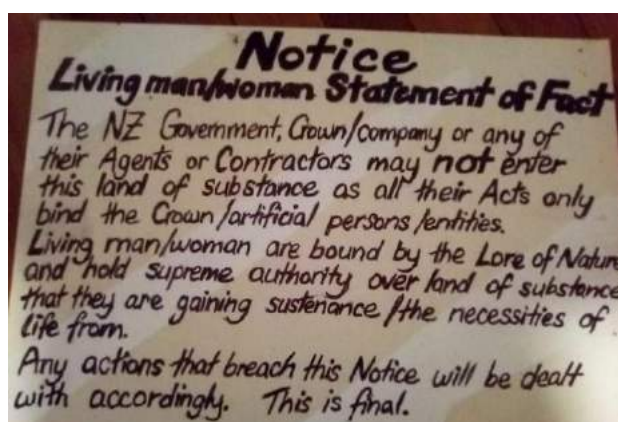 Notice
Living man/woman Statement of Fact
The NZ Government, Crown/company or any of
their Agents or Contractors may not enter
this land of substance as all their Acts only
bind the Crown/artificial persons/entities.
Living man/woman are bound by the Lore of Nature
and hold supreme authority over land of substance
that they are gaining sustenance/the necessities of
life from.
Any actions that breach this Notice will be dealt
with accordingly. This is final.